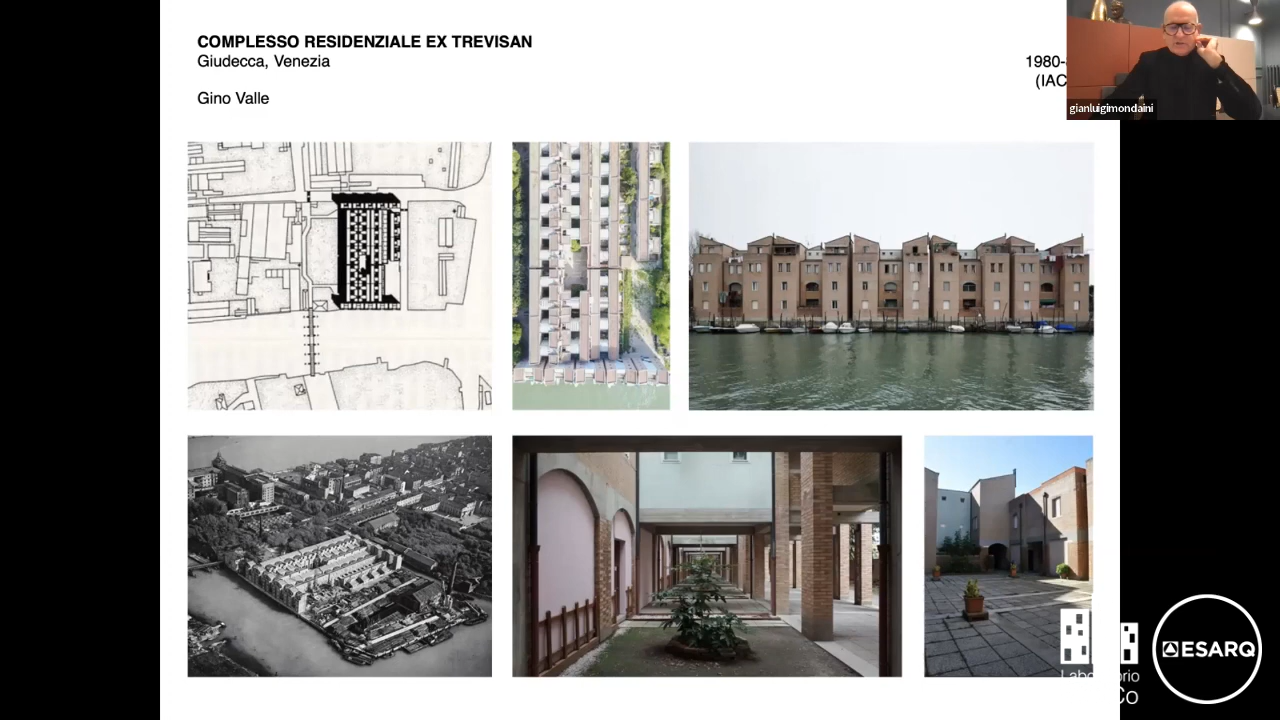 COMPLESSO RESIDENZIALE EX TREVISAN
Giudecca, Venezia
1980-
(IAC
Gino Valle
gianluigimondaini
ESARQ